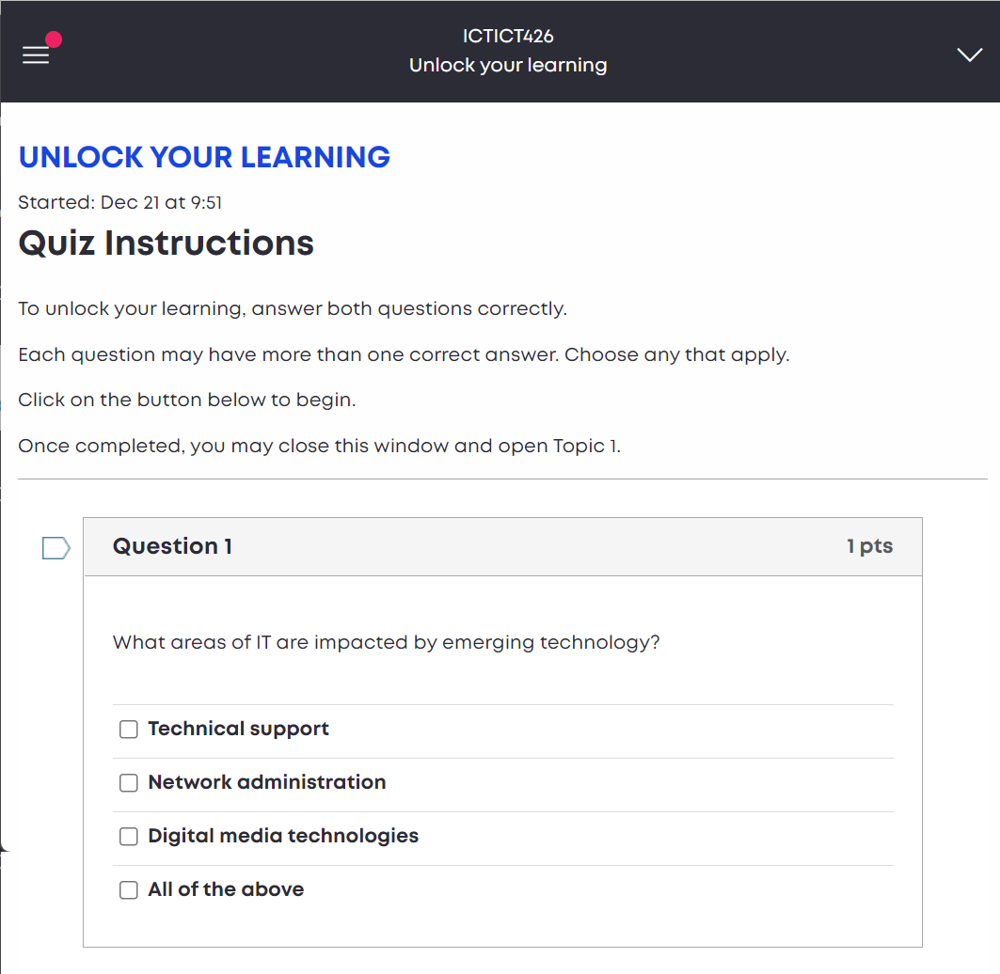 ICTICT426
Unlock your learning
UNLOCK YOUR LEARNING
Started: Dec 21 at 9:51
Quiz Instructions
To unlock your learning, answer both questions correctly.
Each question may have more than one correct answer. Choose any that apply.
Click on the button below to begin.
Once completed, you may close this window and open Topic 1.
Question 1
1 pts
What areas of IT are impacted by emerging technology?
Technical support
Network administration
Digital media technologies
All of the above